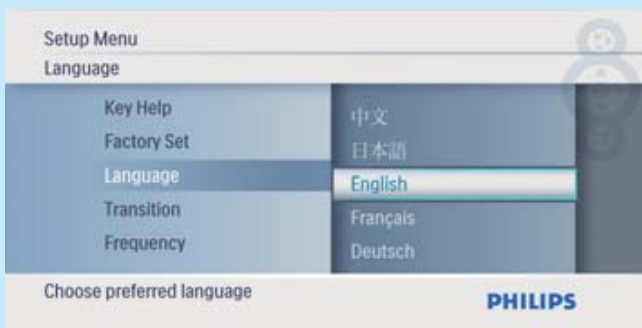 Setup Menu
Language
Key Help
Factory Set
Language
Transition
Frequency
中文
日本語
English
Français
Deutsch
Choose preferred language
PHILIPS